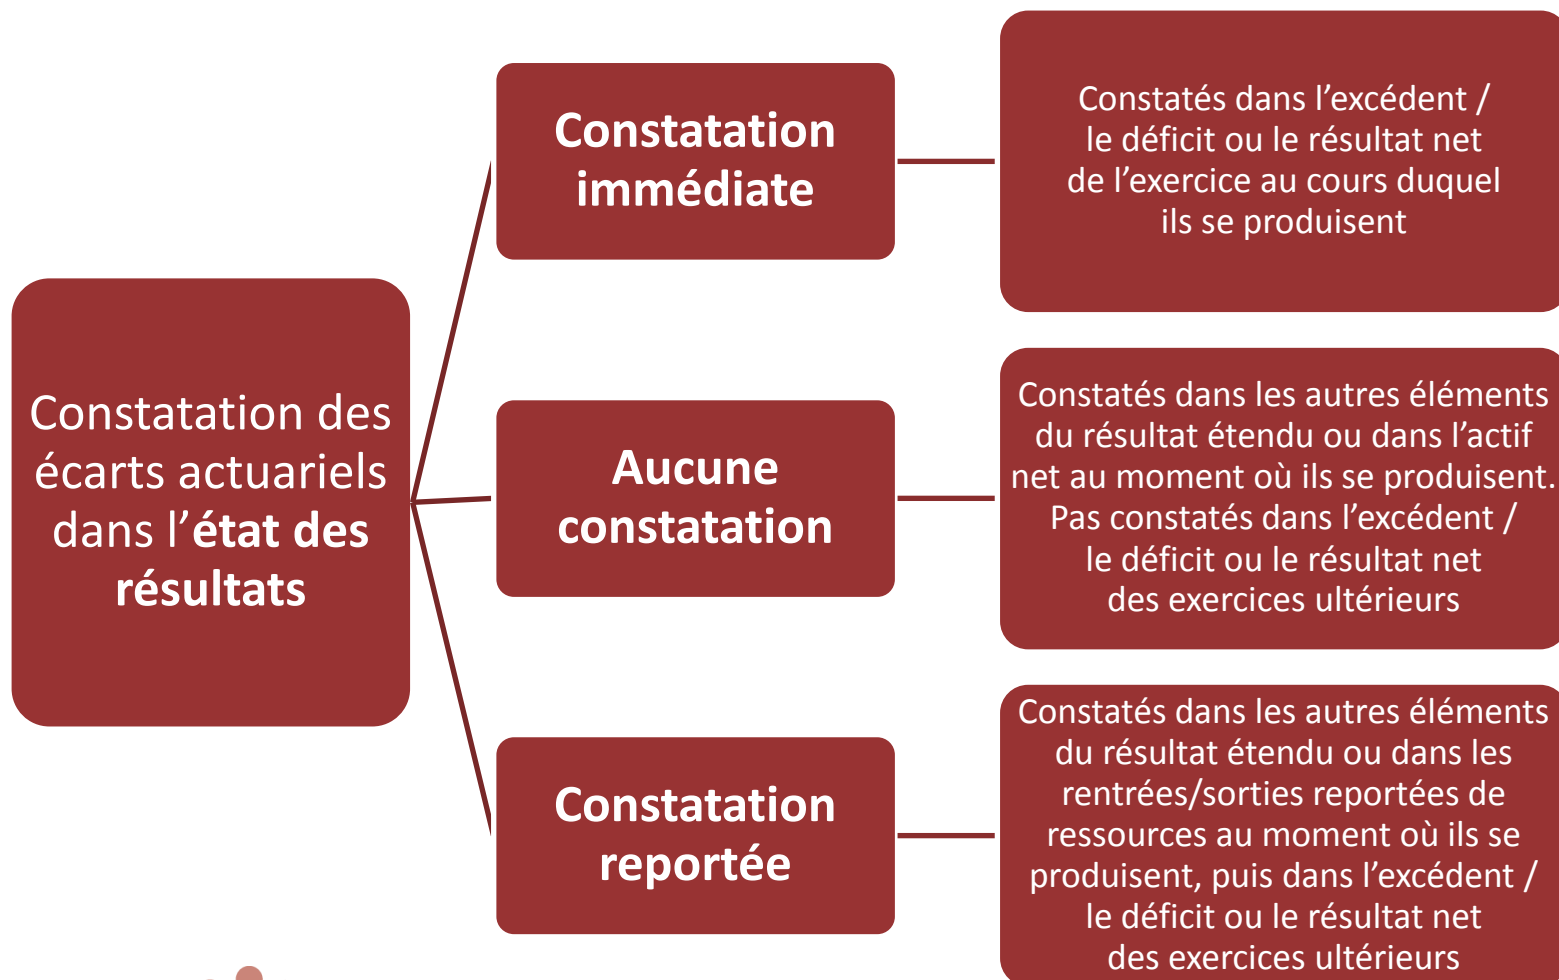 Constatation des
écarts actuariels
dans l’état des
résultats
Constatation
immédiate
Constatés dans l’excédent /
le déficit ou le résultat net
de l’exercice au cours duquel
ils se produisent
Aucune
constatation
Constatés dans les autres éléments
du résultat étendu ou dans l’actif
net au moment où ils se produisent.
Pas constatés dans l’excédent /
le déficit ou le résultat net
des exercices ultérieurs
Constatation
reportée
Constatés dans les autres éléments
du résultat étendu ou dans les
rentrées/sorties reportées de
ressources au moment où ils se
produisent, puis dans l’excédent /
le déficit ou le résultat net
des exercices ultérieurs